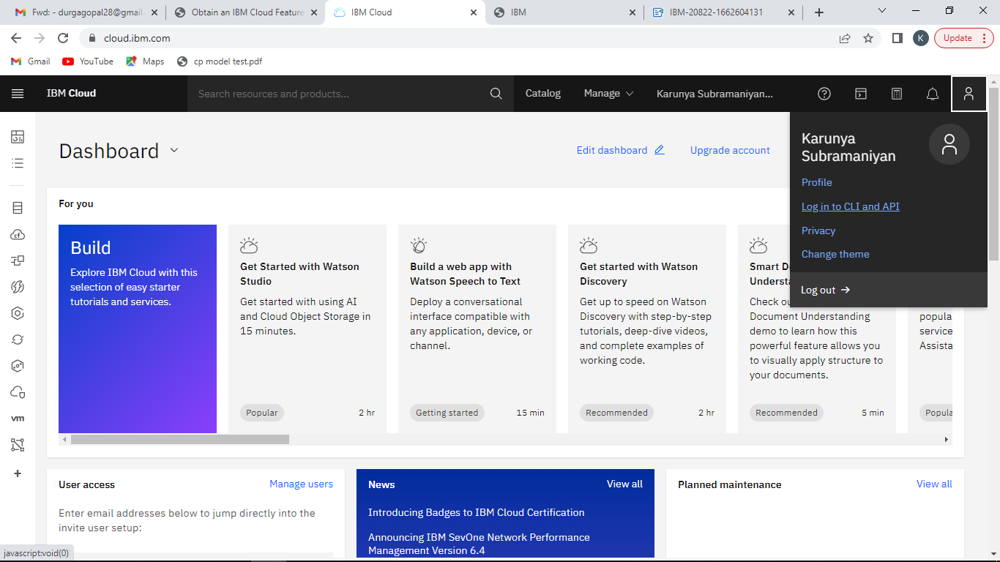 Fwd: - durgagopal28@gmail
Obtain an IBM Cloud Feature
IBM Cloud
IBM
IBM-20822-1662604131
cloud.ibm.com
K
Update
Gmail
YouTube
Maps
cp model test.pdf
IBM Cloud
Search resources and products...
Catalog
Manage
Karunya Subramaniyan...
Dashboard
Edit dashboard
Upgrade account
Karunya
Subramaniyan
Profile
Log in to CLI and API
Privacy
Change theme
Log out
For you
Build
Explore IBM Cloud with this
selection of easy starter
tutorials and services.
Get Started with Watson
Studio
Get started with using AI
and Cloud Object Storage in
15 minutes.
Popular
2 hr
Build a web app with
Watson Speech to Text
Deploy a conversational
interface compatible with
any application, device, or
channel.
Getting started
15 min
Get started with Watson
Discovery
Get up to speed on Watson
Discovery with step-by-step
tutorials, deep-dive videos,
and complete examples of
working code.
Recommended
2 hr
Smart D
Underst
Check ou
Document Understanding
demo to learn how this
powerful feature allows you
to visually apply structure to
your documents.
Recommended
5 min
popula
service
Assista
Popula
cf
vm
User access
Manage users
Enter email addresses below to jump directly into the
invite user setup:
News
View all
Introducing Badges to IBM Cloud Certification
Announcing IBM SevOne Network Performance
Management Version 6.4
Planned maintenance
View all
javascript:void(0)